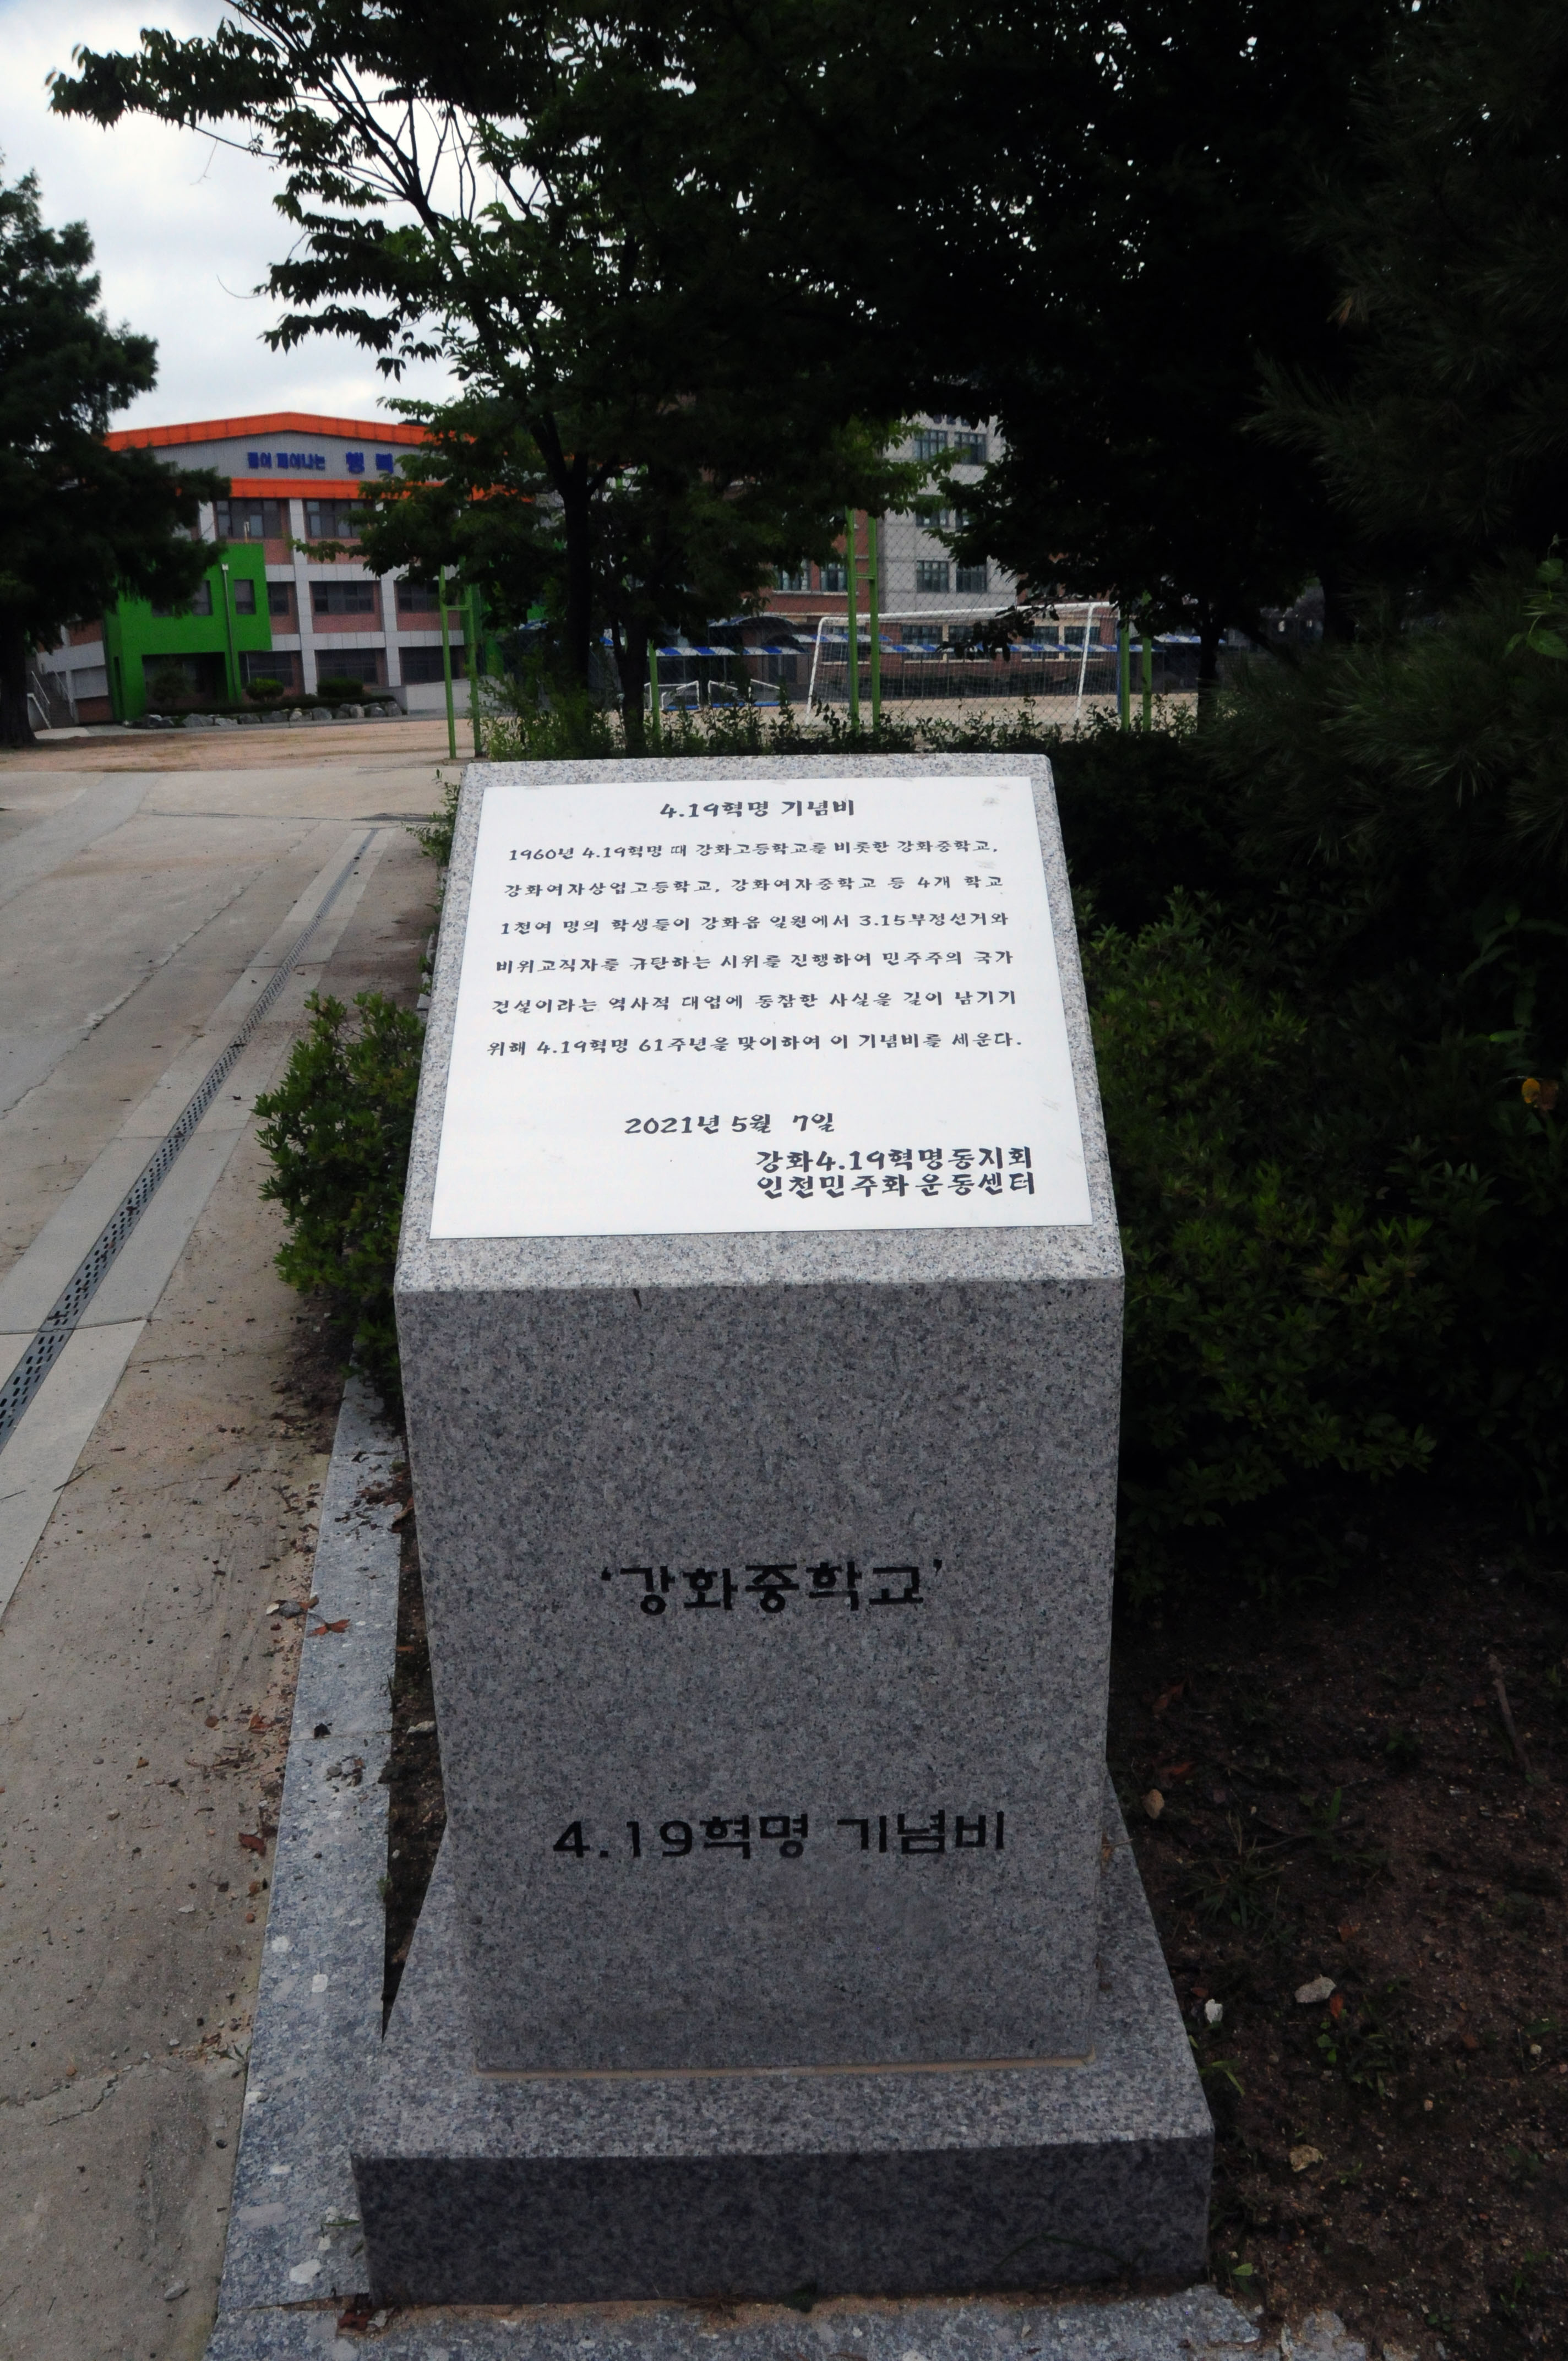 꿈이 피어나는 행복
4.19혁명 기념비
1960년 4.19혁명 때 강화고등학교를 비롯한 강화중학교,
강화여자상업고등학교, 강화여자중학교 등 4개 학교
1천여 명의 학생들이 강화읍 일원에서 3.15부정선거와
비위교직자를 규탄하는 시위를 진행하여 민주주의 국가
건설이라는 역사적 대업에 동참한 사실을 길이 남기기
위해 4.19혁명 61주년을 맞이하여 이 기념비를 세운다.
2021년 5월 7일
강화4.19혁명동지회
인천민주화운동센터
'강화중학교'
4.19혁명 기념비